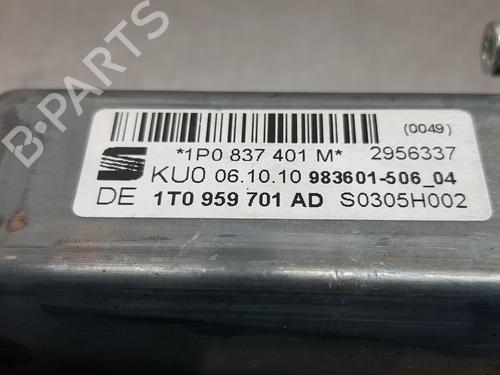 B-PARTS
(0049)
*1P0 837 401 M* 2956337
KU0 06.10.10 983601-506_04
DE 1T0 959 701 AD S0305H002